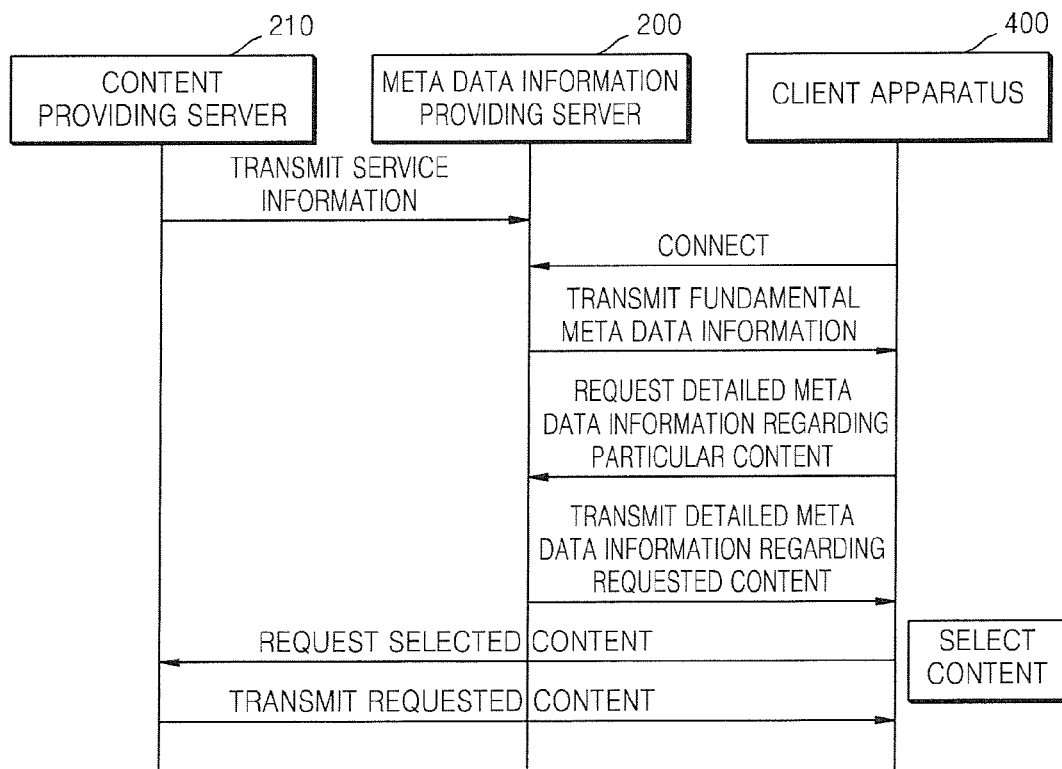 210
200
400
CONTENT
PROVIDING SERVER
META DATA INFORMATION
PROVIDING SERVER
CLIENT APPARATUS
TRANSMIT SERVICE
INFORMATION
CONNECT
TRANSMIT FUNDAMENTAL
META DATA INFORMATION
REQUEST DETAILED META
DATA INFORMATION REGARDING
PARTICULAR CONTENT
TRANSMIT DETAILED META
DATA INFORMATION REGARDING
REQUESTED CONTENT
REQUEST SELECTED CONTENT
SELECT
CONTENT
TRANSMIT REQUESTED CONTENT